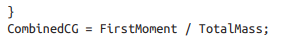 }
CombinedCG = FirstMoment / TotalMass;